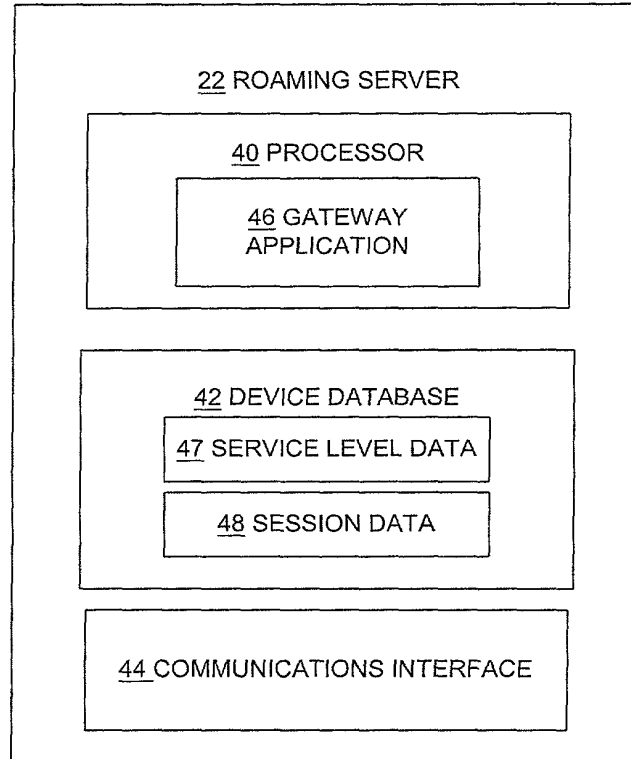 22 ROAMING SERVER
40 PROCESSOR
46 GATEWAY
APPLICATION
42 DEVICE DATABASE
47 SERVICE LEVEL DATA
48 SESSION DATA
44 COMMUNICATIONS INTERFACE